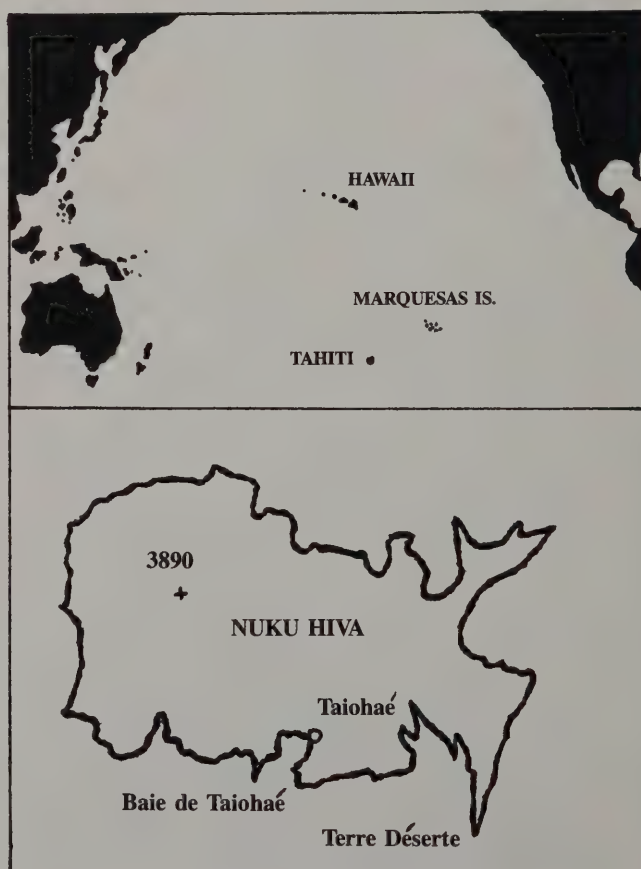 HAWAII
MARQUESAS IS.
TAHITI
3890
NUKU HIVA
Taiohaé
Baie de Taiohaé
Terre Déserte